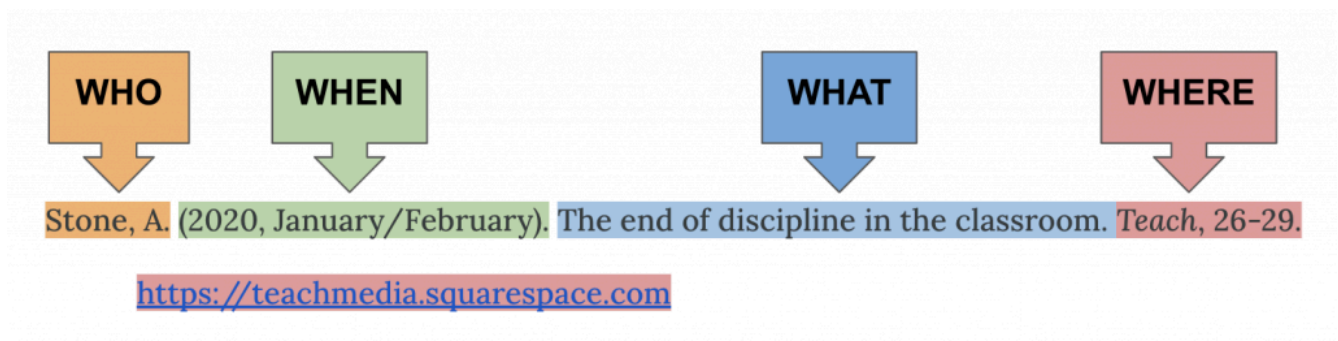 WHO WHEN WHAT WHERE
Stone, A. (2020, January/February). The end of discipline in the classroom. Teach, 26-29.
https://teachmedia.squarespace.com